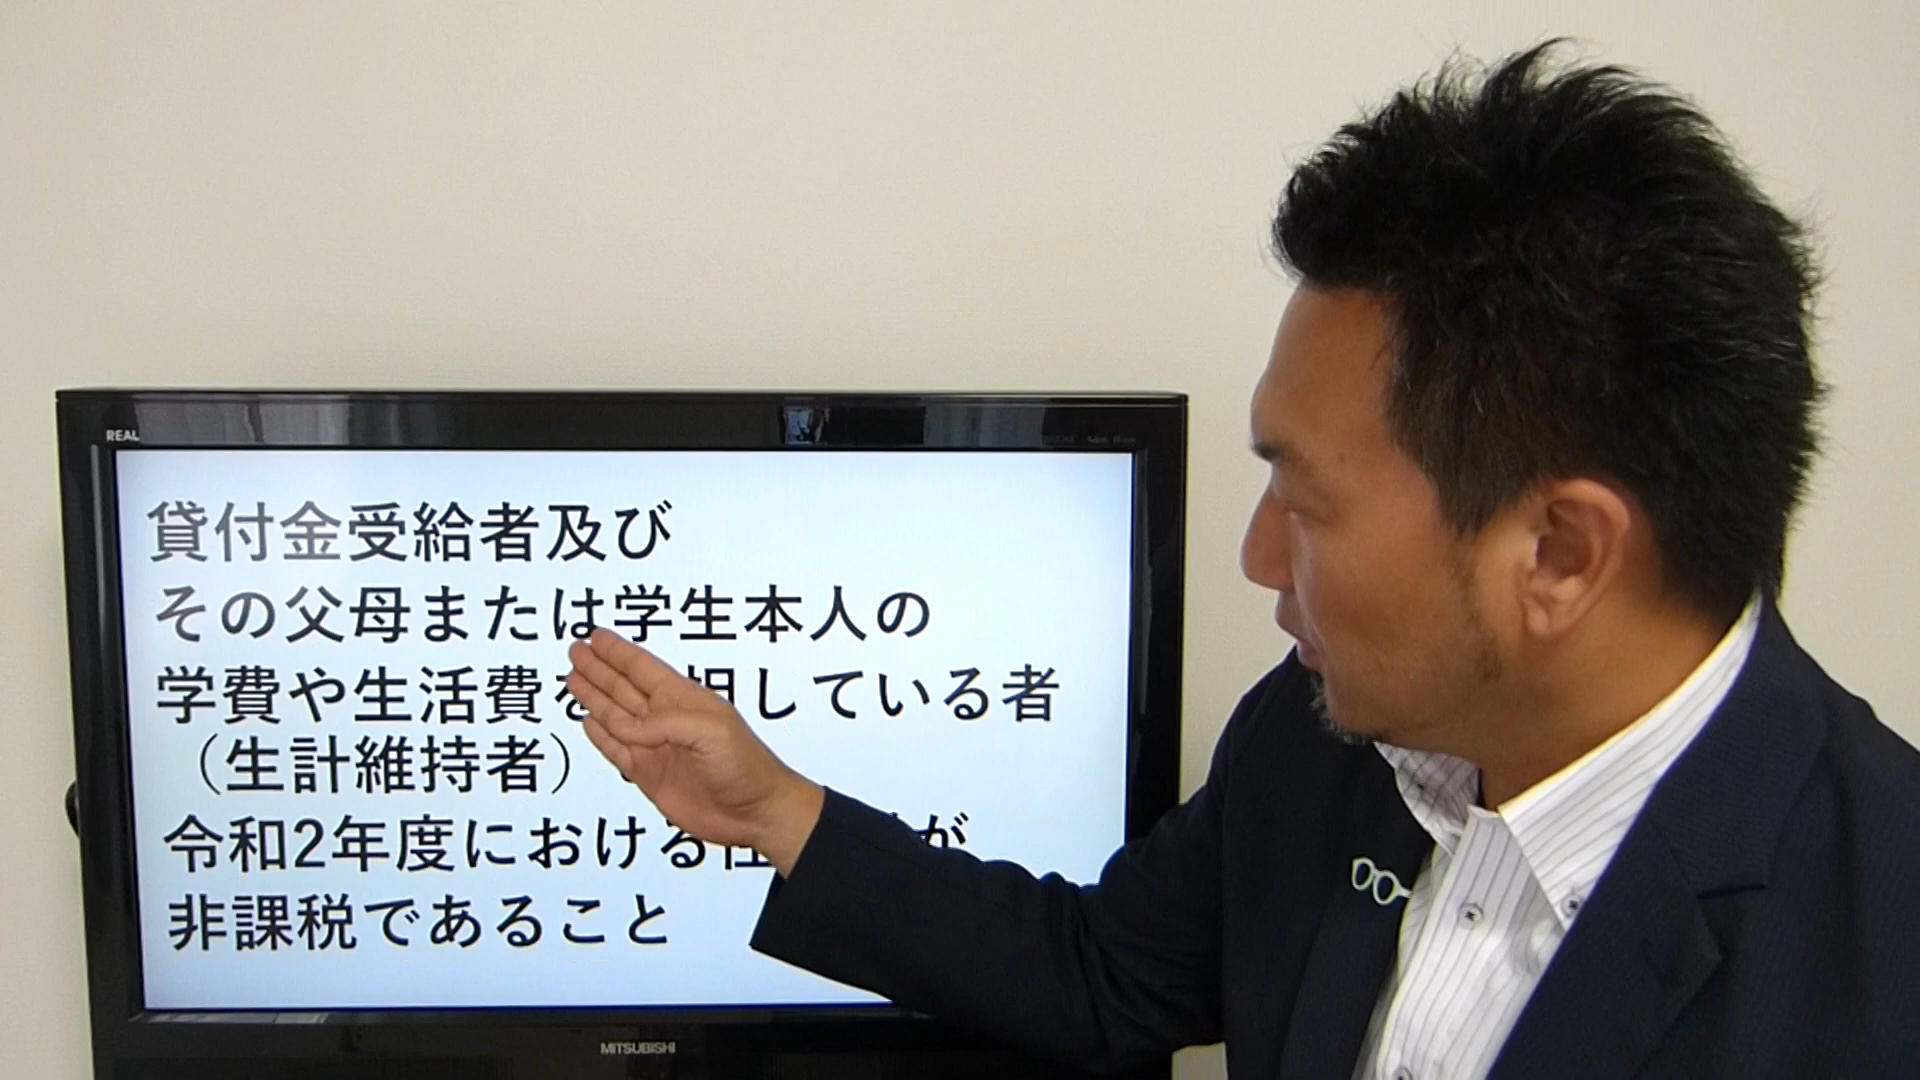 REAL
貸付金受給者及び
その父母または学生本人の
学費や生活費を 担している者
（生計維持者）
令和2年度における が
非課税であること
MITSUBISHI